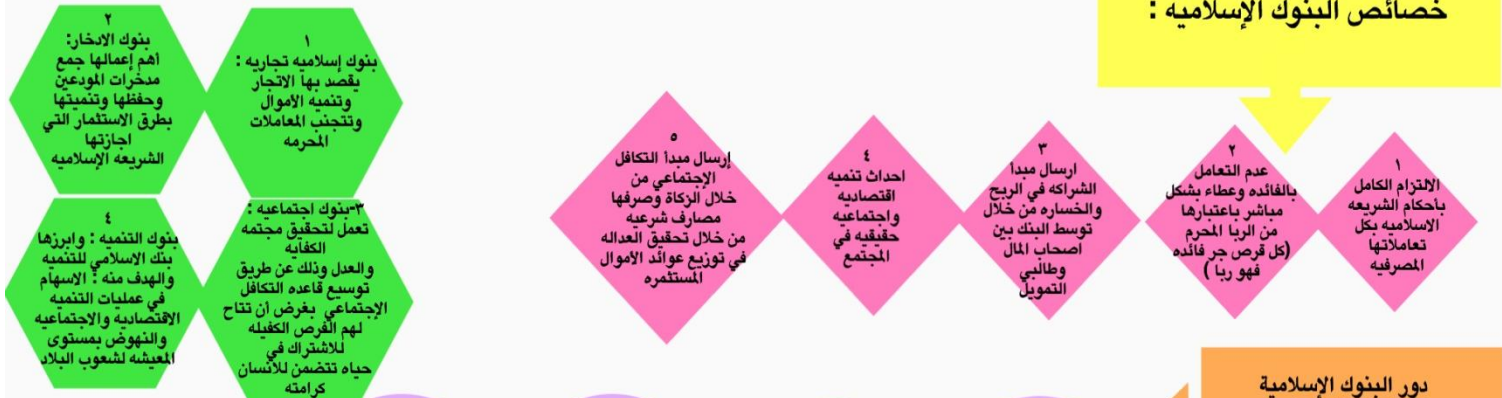 خصائص البنوك الإسلاميه :
١
الالتزام الكامل
بأحكام الشريعه
الاسلاميه بكل
تعاملاتها
المصرفيه
٢
عدم التعامل
بالفائده وعطاء بشكل
مباشر باعتبارها
من الربا المحرم
(كل قرص جر فائده
فهو ربا )
٣
ارسال مبدأ
الشراكه في الربح
والخساره من خلال
توسط البنك بين
اصحاب المال
وطالبي
التمويل
٤
احداث تنميه
اقتصاديه
واجتماعيه
حقيقيه في
المجتمع
٥
إرسال مبدأ التكافل
الإجتماعي من
خلال الزكاة وصرفها
مصارف شرعيه
من خلال تحقيق العداله
في توزيع عوائد الأموال
المستثمره
١
بنوك إسلاميه تجاريه :
يقصد بها الاتجار
وتنميه الأموال
وتتجنب المعاملات
المحرمه
٢
بنوك الادخار:
أهم إعمالها جمع
مدخرات المودعين
وحفظها وتنميتها
بطرق الاستثمار التي
اجازتها
الشريعه الإسلاميه
٣-بنوك اجتماعيه :
تعمل لتحقيق مجتمه
الكفايه
والعدل وذلك عن طريق
توسيع قاعده التكافل
الإجتماعي بغرض أن تتاح
لهم الفرص الكفيله
للاشتراك في
حياه تتضمن للأنسان
كرامته
٤
بنوك التنميه : وابرزها
بنك الاسلامي للتنميه
والهدف منه : الاسهام
في عمليات التنميه
الاقتصاديه والاجتماعيه
والنهوض بمستوى
المعيشه لشعوب البلاد
دور البنوك الإسلامية